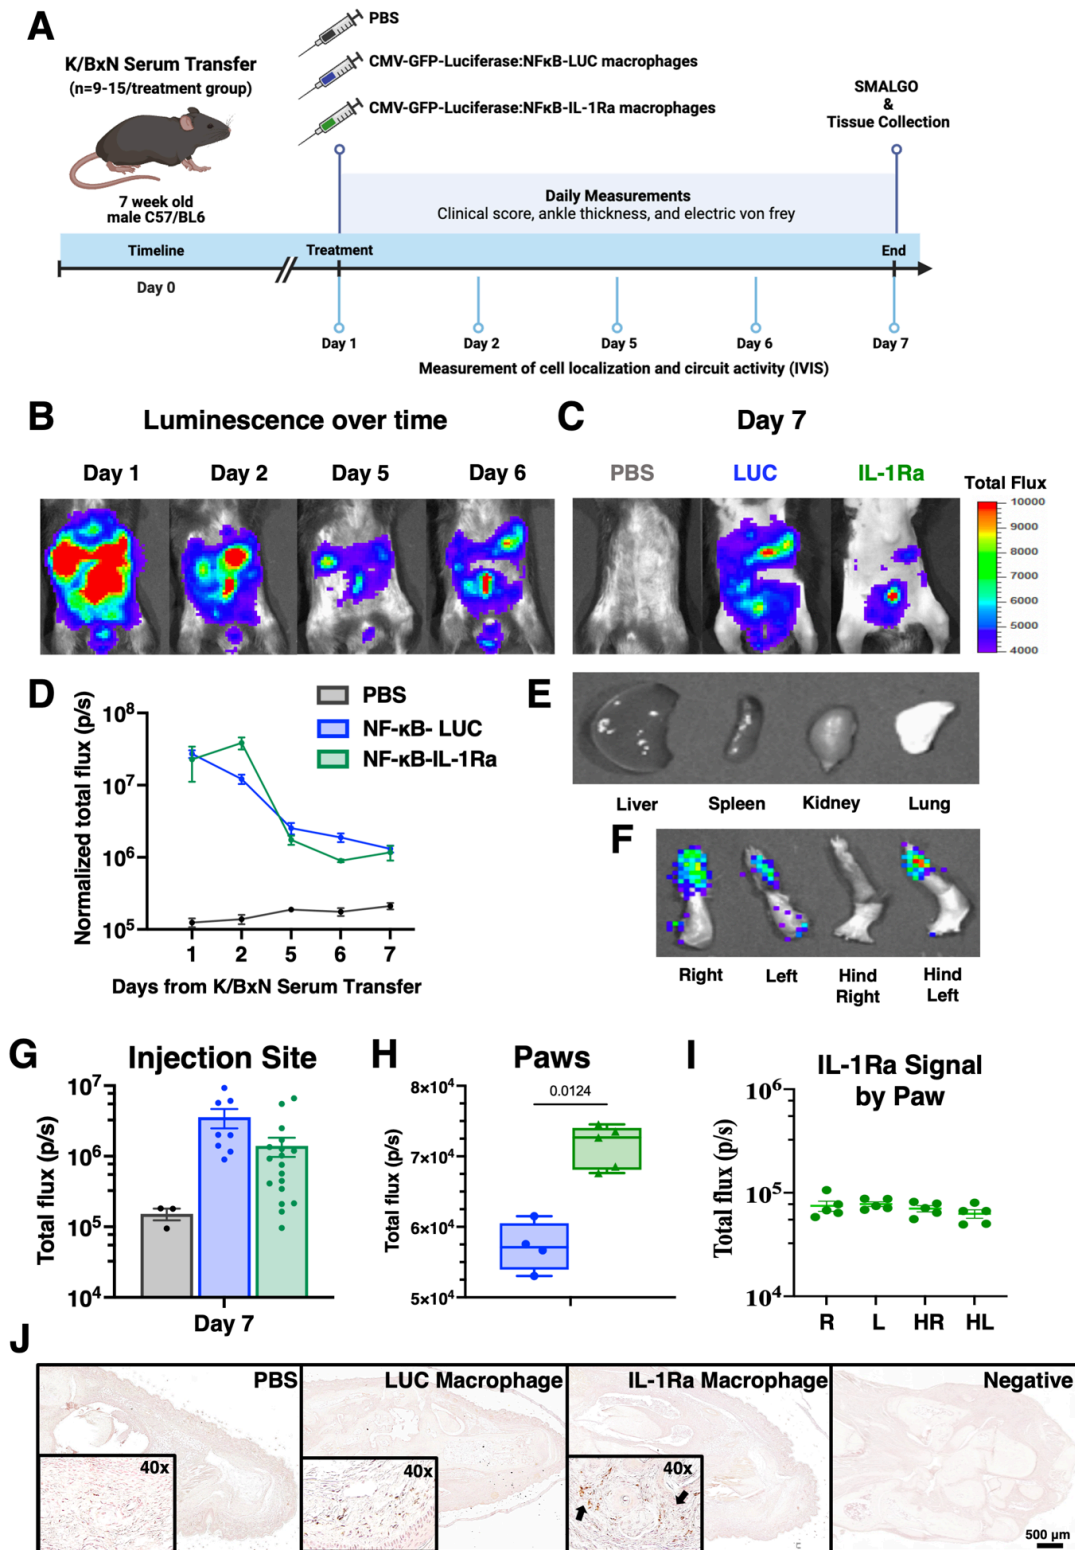 A
PBS
K/BxN Serum Transfer
(n=9-15/treatment group)
CMV-GFP-Luciferase:NFκB-LUC macrophages
CMV-GFP-Luciferase:NFκB-IL-1Ra macrophages
SMALGO
&
Tissue Collection
7 week old
male C57/BL6
Daily Measurements
Clinical score, ankle thickness, and electric von frey
Timeline
Treatment
End
Day 0
Day 1
Day 2
Day 5
Day 6
Day 7
Measurement of cell localization and circuit activity (IVIS)
B
Luminescence over time
Day 1
Day 2
Day 5
Day 6
C
Day 7
PBS
LUC
IL-1Ra
Total Flux
10000
9000
8000
7000
6000
5000
4000
D
PBS
NF-κB- LUC
NF-κB-IL-1Ra
Normalized total flux (p/s)
10⁸
10⁷
10⁶
10⁵
1
2
5
6
7
Days from K/BxN Serum Transfer
E
Liver
Spleen
Kidney
Lung
F
Right
Left
Hind
Right
Hind
Left
G
Injection Site
Total flux (p/s)
10⁷
10⁶
10⁵
10⁴
Day 7
H
Paws
0.0124
Total flux (p/s)
8×10⁴
7×10⁴
6×10⁴
5×10⁴
I
IL-1Ra Signal
by Paw
Total flux (p/s)
10⁶
10⁵
10⁴
R
L
HR
HL
J
PBS
40x
LUC Macrophage
40x
IL-1Ra Macrophage
40x
Negative
500 µm